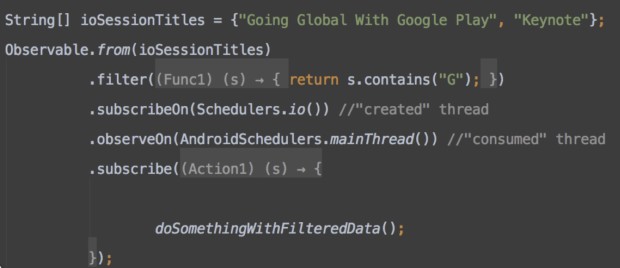 String[] ioSessionTitles = {"Going Global With Google Play", "Keynote"};
Observable.from(ioSessionTitles)
.filter((Func1) (s) → { return s.contains("G"); })
.subscribeOn(Schedulers.io()) //"created" thread
.observeOn(AndroidSchedulers.mainThread()) //"consumed" thread
.subscribe((Action1) (s) → {
doSomethingWithFilteredData();
});